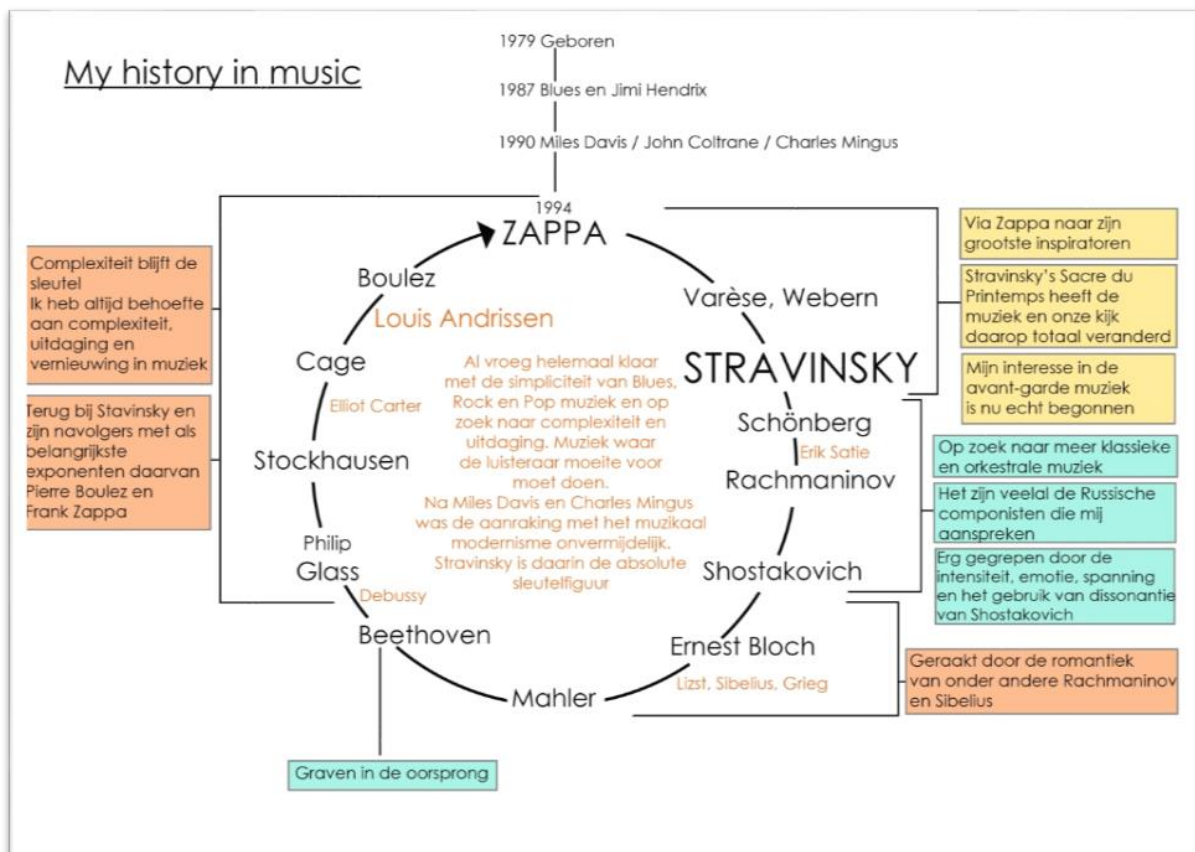 My history in music
1979 Geboren
1987 Blues en Jimi Hendrix
1990 Miles Davis / John Coltrane / Charles Mingus
1994
ZAPPA
Varèse, Webern
STRAVINSKY
Schönberg
Erik Satie
Rachmaninov
Shostakovich
Ernest Bloch
Lizst, Sibelius, Grieg
Mahler
Beethoven
Debussy
Philip
Glass
Stockhausen
Elliot Carter
Cage
Louis Andrissen
Boulez
Al vroeg helemaal klaar
met de simpliciteit van Blues,
Rock en Pop muziek en op
zoek naar complexiteit en
uitdaging. Muziek waar
de luisteraar moeite voor
moet doen.
Na Miles Davis en Charles Mingus
was de aanraking met het muzikaal
modernisme onvermijdelijk.
Stravinsky is daarin de absolute
sleutelfiguur
Via Zappa naar zijn
grootste inspiratoren
Stravinsky's Sacre du
Printemps heeft de
muziek en onze kijk
daarop totaal veranderd
Mijn interesse in de
avant-garde muziek
is nu echt begonnen
Op zoek naar meer klassieke
en orkestrale muziek
Het zijn veelal de Russische
componisten die mij
aanspreken
Erg gegrepen door de
intensiteit, emotie, spanning
en het gebruik van dissonantie
van Shostakovich
Geraakt door de romantiek
van onder andere Rachmaninov
en Sibelius
Graven in de oorsprong
Terug bij Stavinsky en
zijn navolgers met als
belangrijkste
exponenten daarvan
Pierre Boulez en
Frank Zappa
Complexiteit blijft de
sleutel
Ik heb altijd behoefte
aan complexiteit,
uitdaging en
vernieuwing in muziek